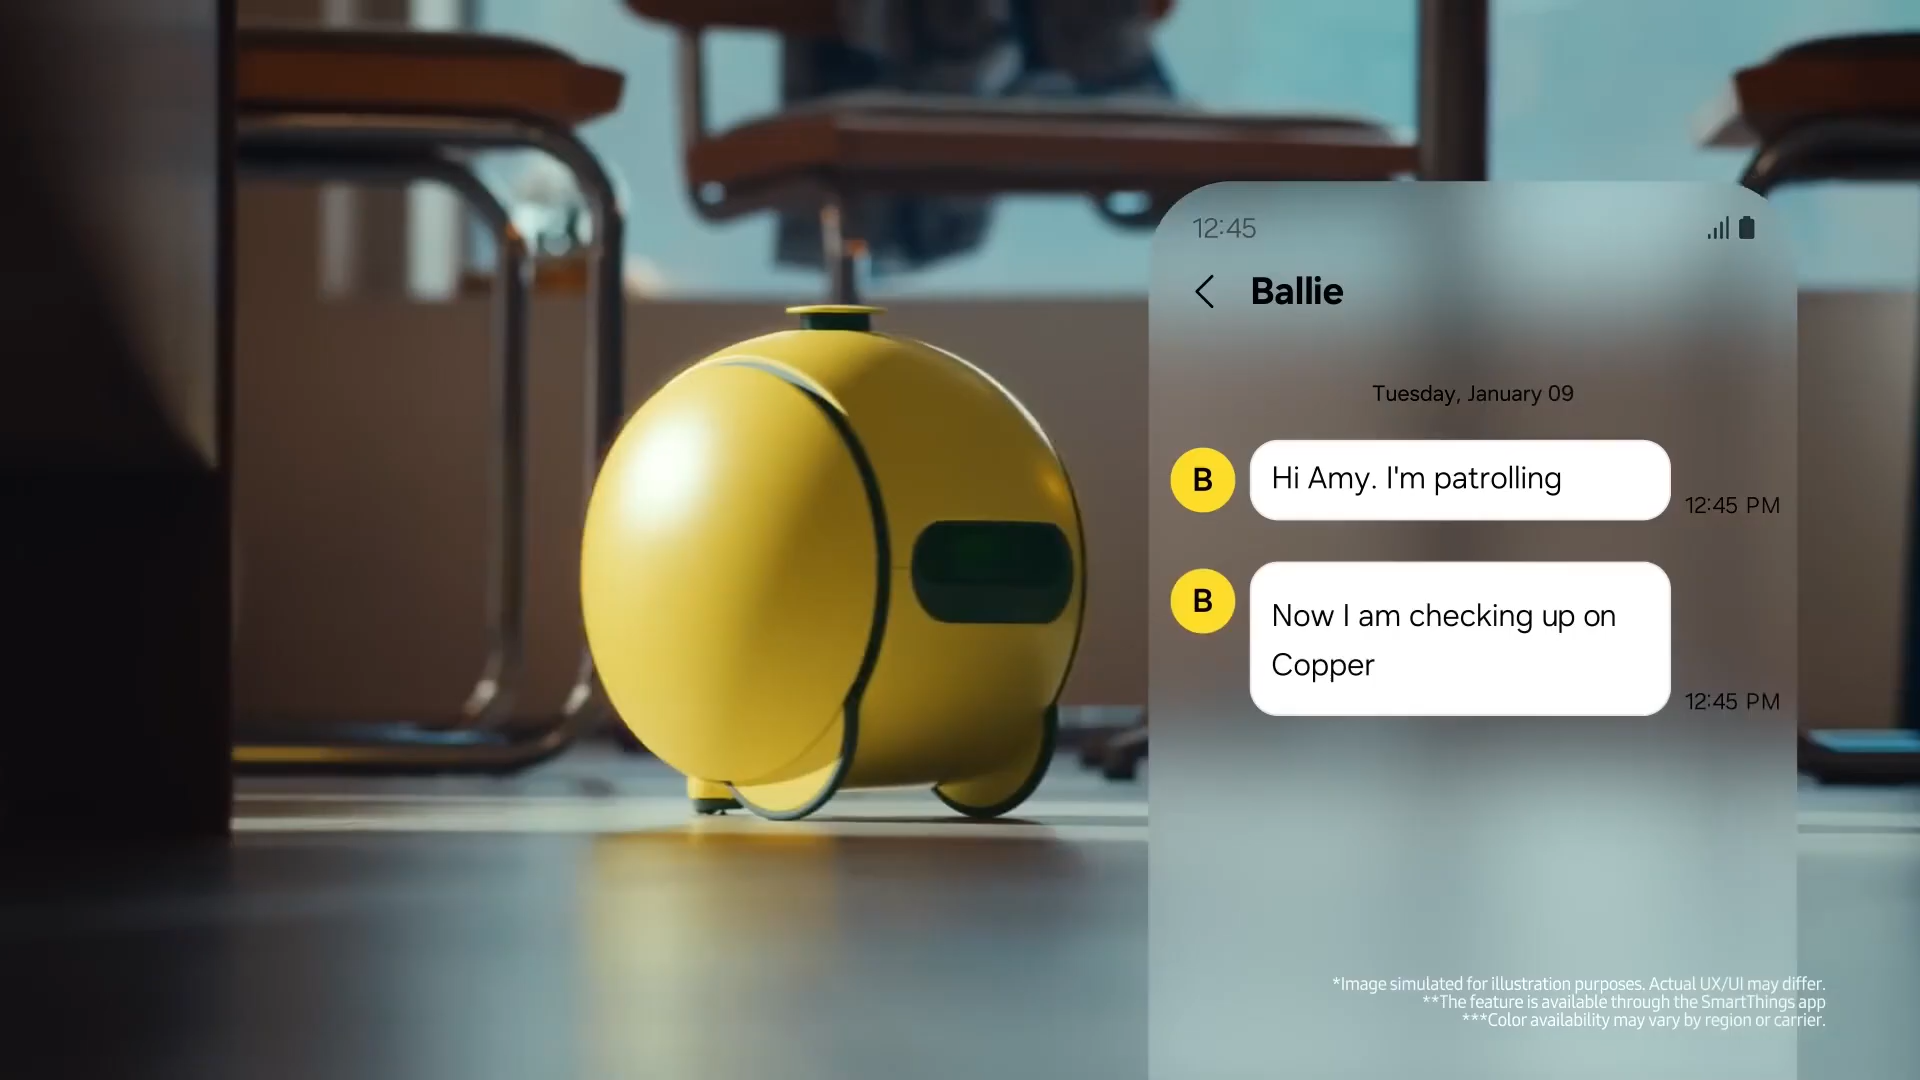 12:45
Ballie
Tuesday, January 09
B
Hi Amy. I'm patrolling
12:45 PM
B
Now I am checking up on
Copper
12:45 PM
*Image simulated for illustration purposes. Actual UX/UI may differ.
**The feature is available through the SmartThings app
***Color availability may vary by region or carrier.